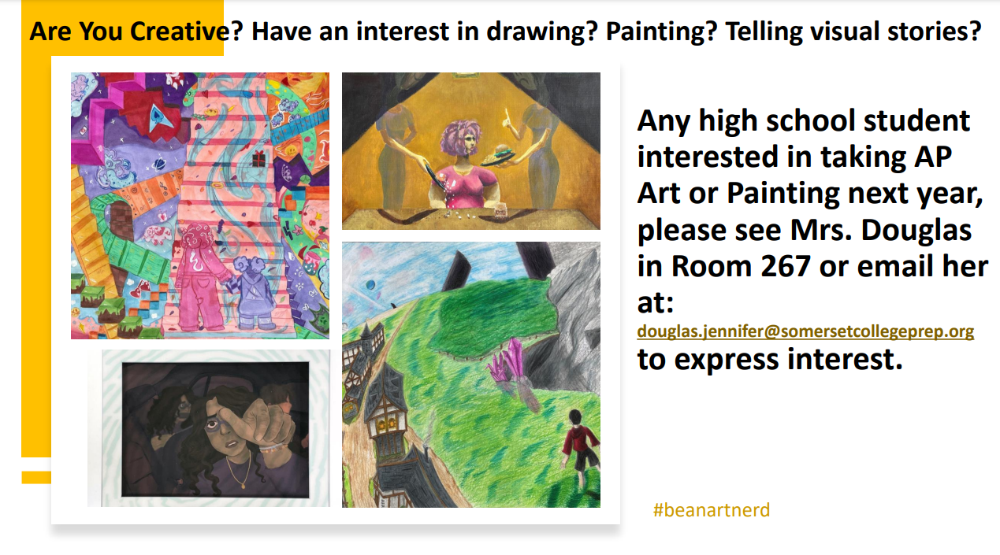 Are You Creative? Have an interest in drawing? Painting? Telling visual stories?
Any high school student
interested in taking AP
Art or Painting next year,
please see Mrs. Douglas
in Room 267 or email her
at:
douglas.jennifer@somersetcollegeprep.org
to express interest.
#beanartnerd